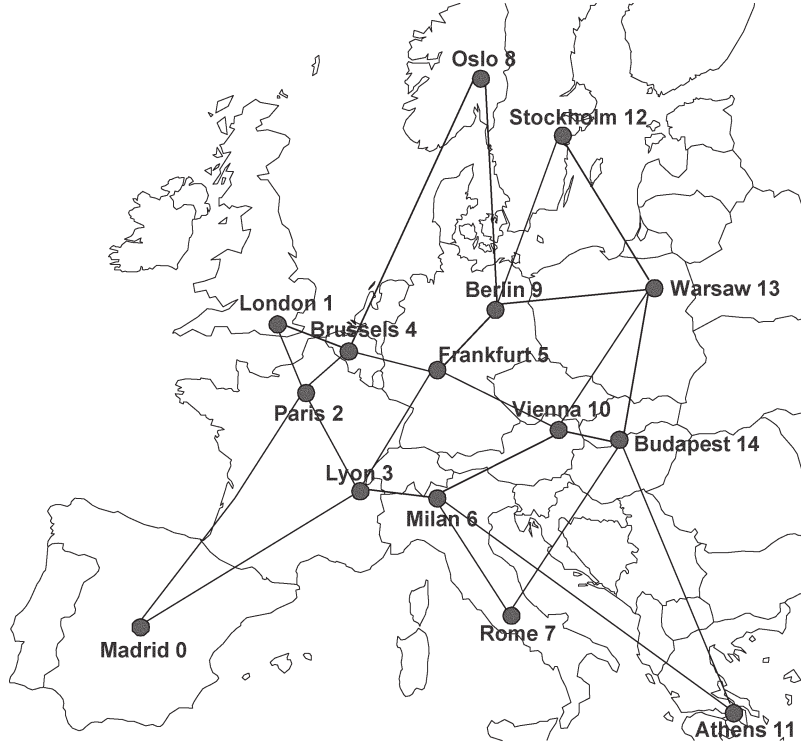 Oslo 8
Stockholm 12
Berlin 9
Warsaw 13
London 1
Brussels 4
Frankfurt 5
Paris 2
Vienna 10
Budapest 14
Lyon 3
Milan 6
Rome 7
Madrid 0
Athens 11